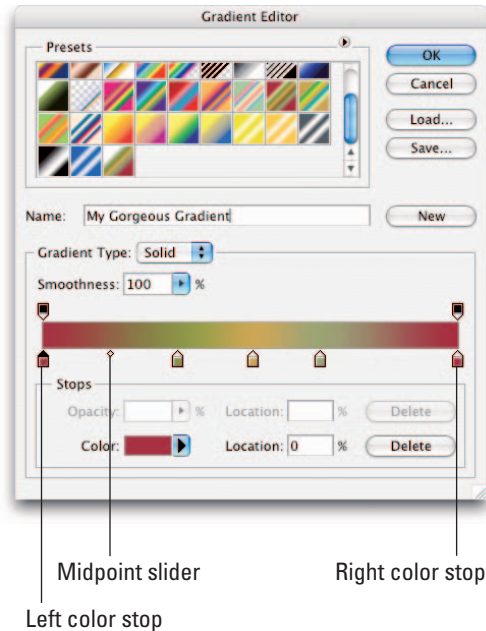 Gradient Editor
Presets
OK
Cancel
Load...
Save...
Name: My Gorgeous Gradient New
Gradient Type: Solid
Smoothness: 100 %
Stops
Opacity: % Location: % Delete
Color: Location: 0 % Delete
Midpoint slider
Right color stop
Left color stop